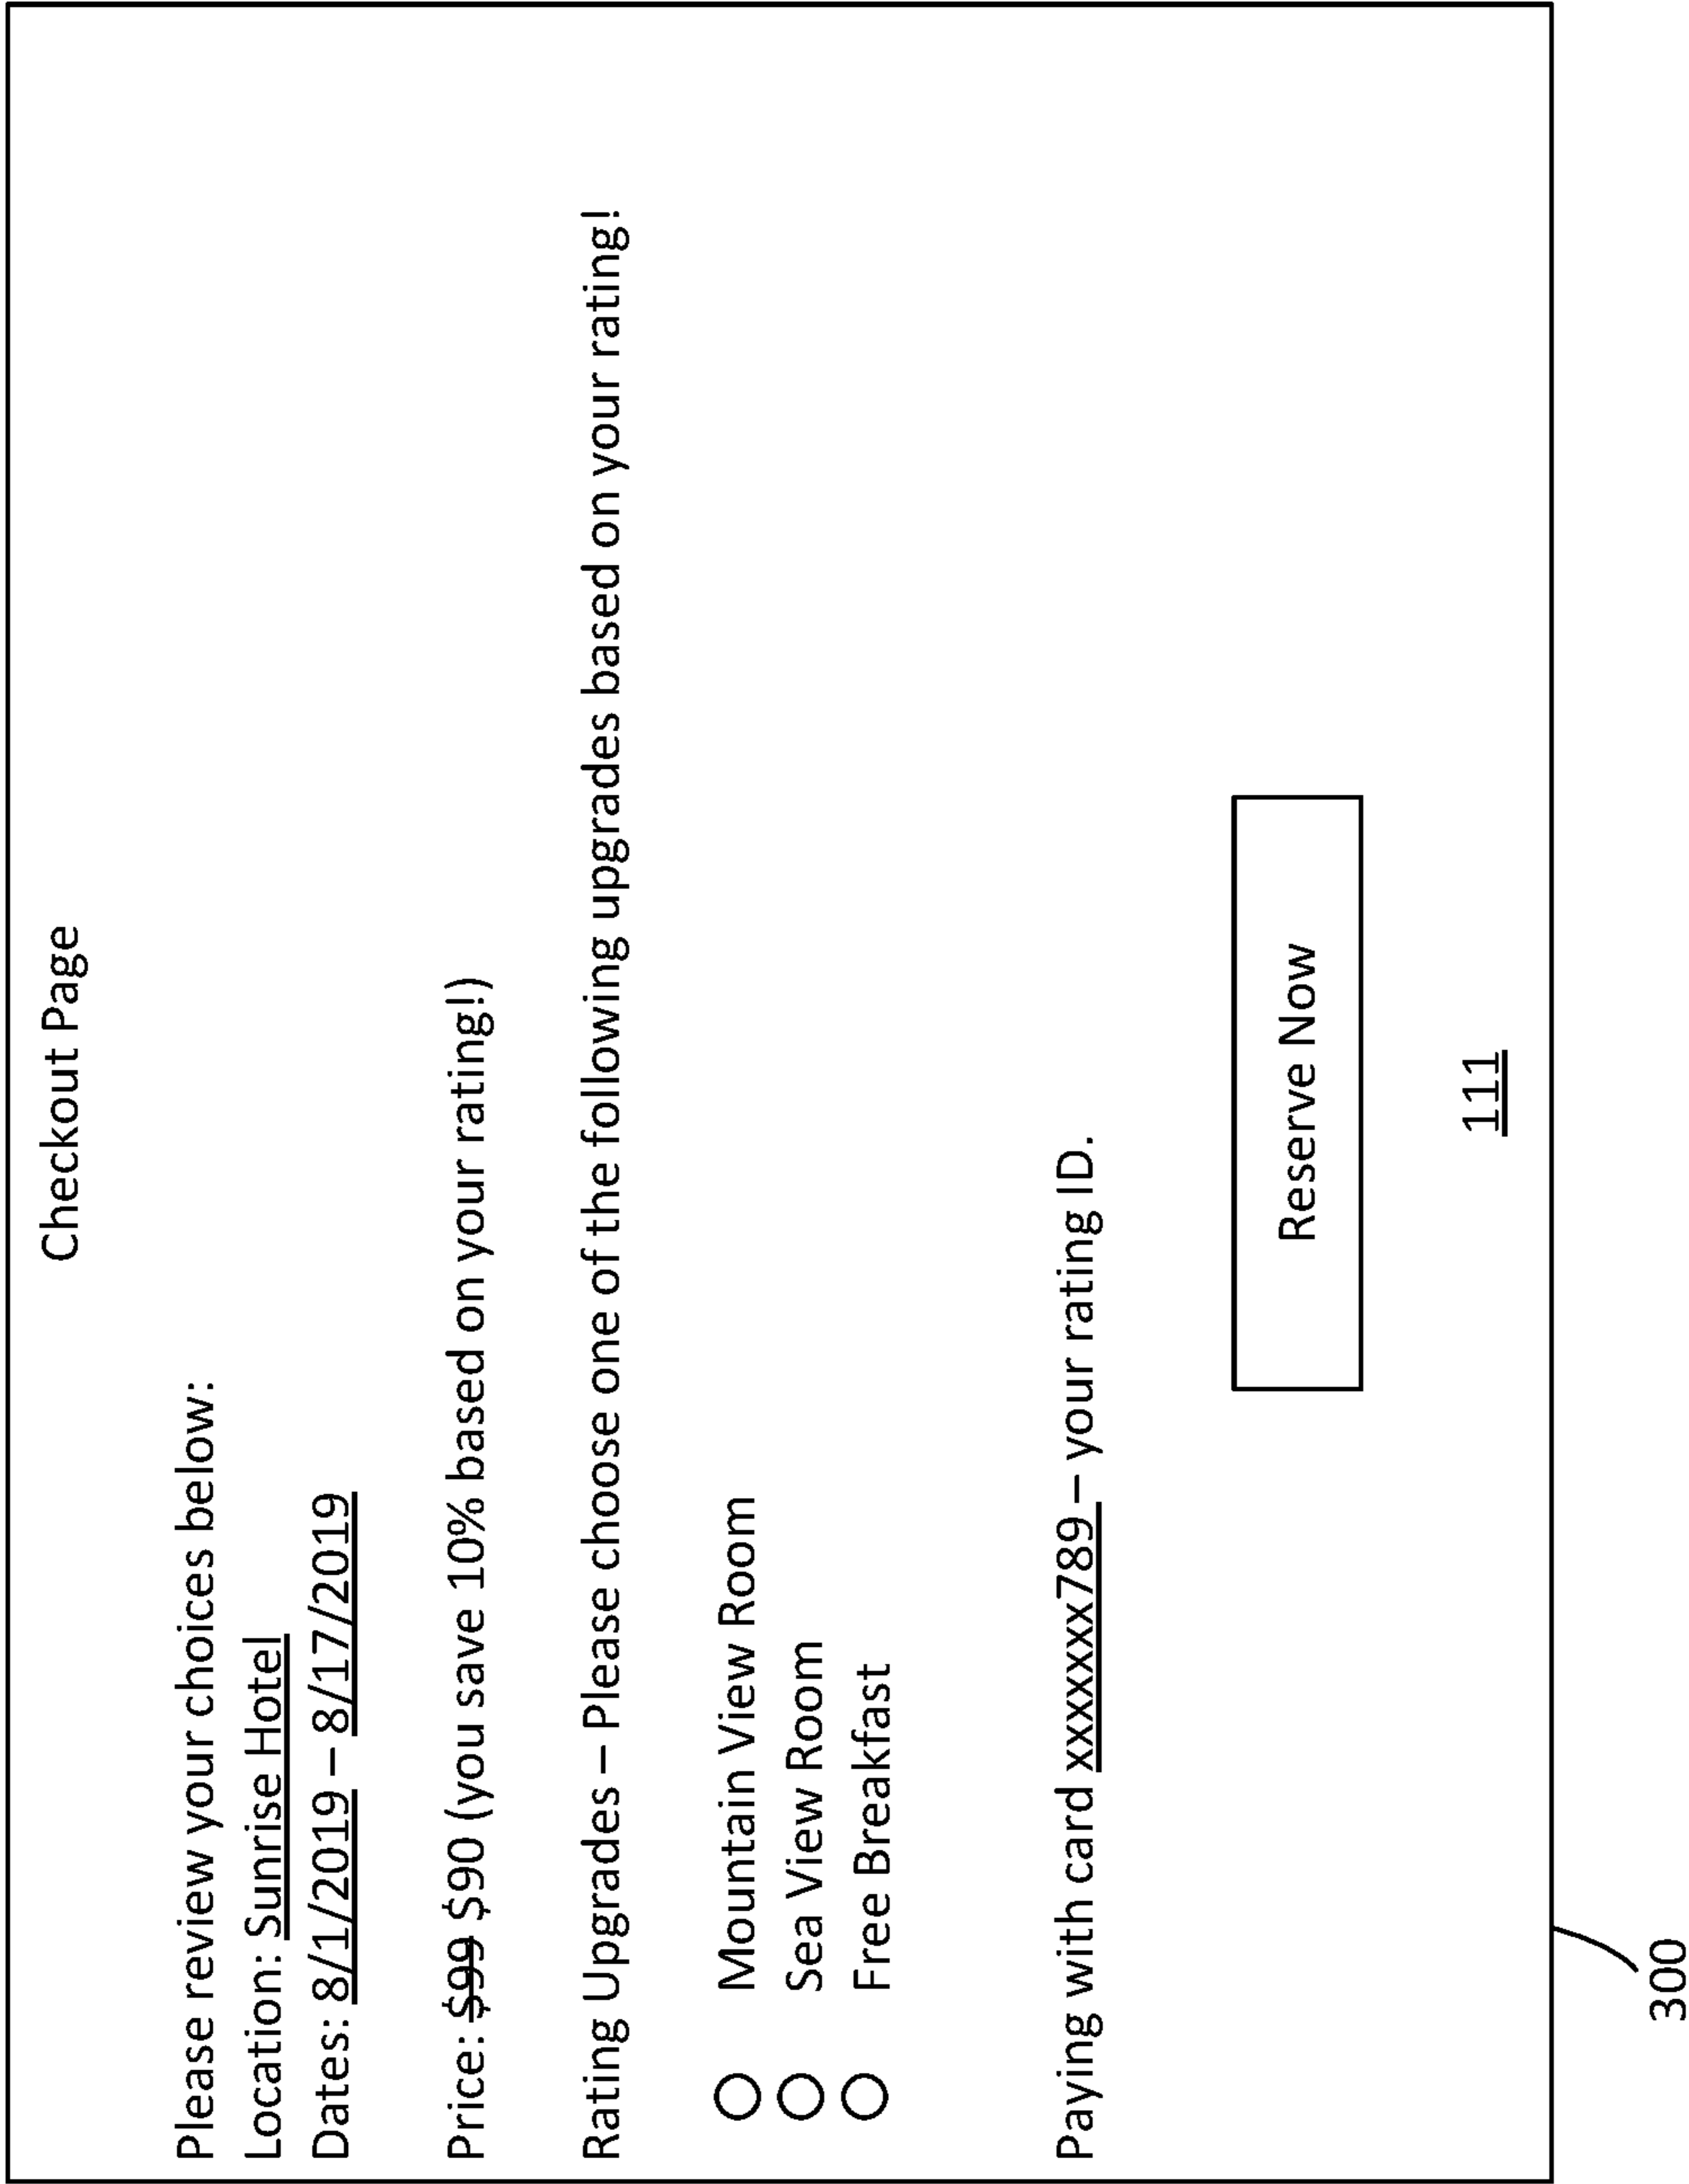 Checkout Page
Please review your choices below:
Location: Sunrise Hotel
Dates: 8/1/2019 – 8/17/2019
Price: $99 $90 (you save 10% based on your rating!)
Rating Upgrades – Please choose one of the following upgrades based on your rating!
Mountain View Room
Sea View Room
Free Breakfast
Paying with card xxxxxx789 – your rating ID.
Reserve Now
111
300